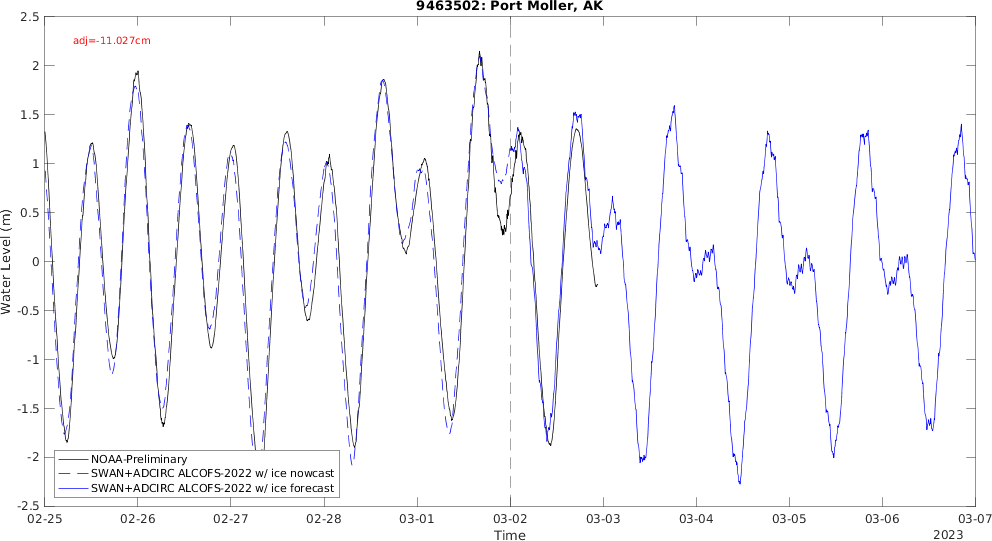 9463502: Port Moller, AK
adj=-11.027cm
2.5
2
1.5
1
0.5
0
-0.5
-1
-1.5
-2
-2.5
Water Level (m)
NOAA-Preliminary
SWAN+ADCIRC ALCOFS-2022 w/ ice nowcast
SWAN+ADCIRC ALCOFS-2022 w/ ice forecast
02-25 02-26 02-27 02-28 03-01 03-02 03-03 03-04 03-05 03-06 03-07
Time
2023